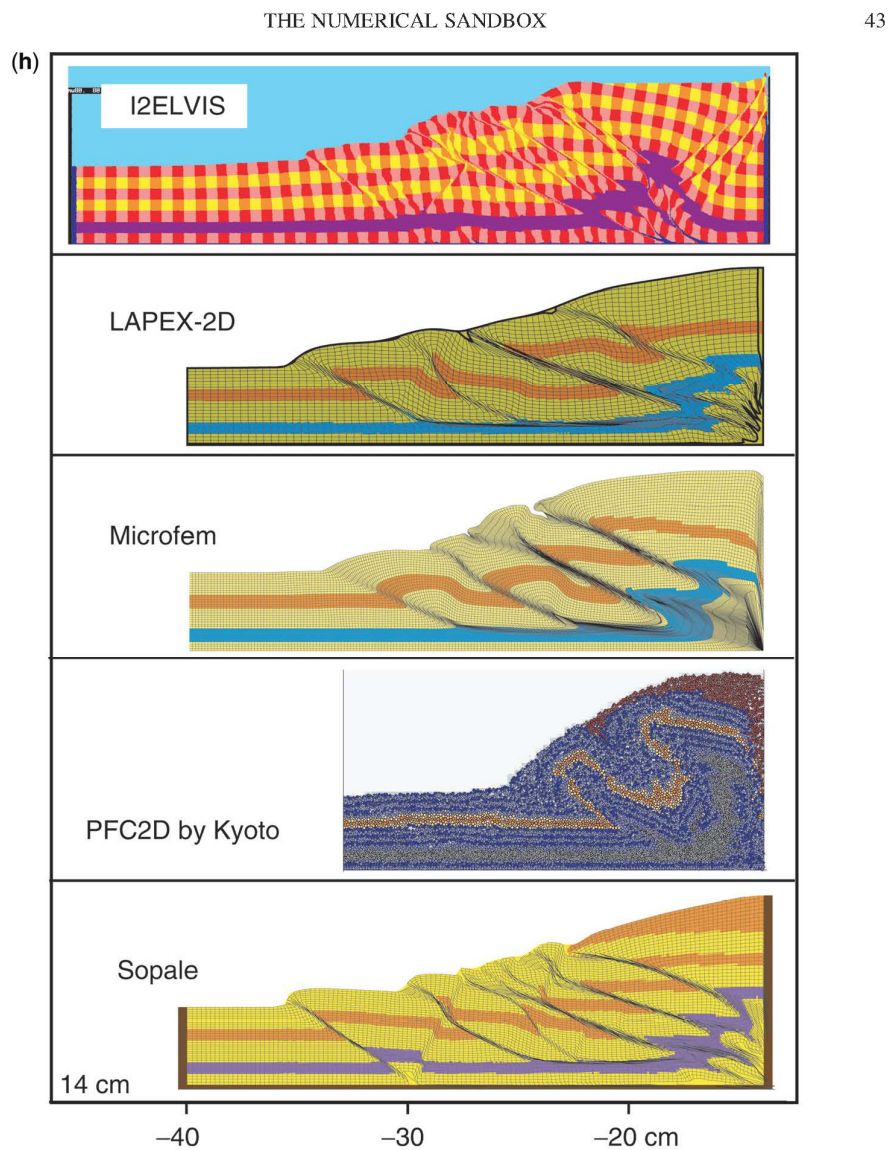 THE NUMERICAL SANDBOX 43
(h)
I2ELVIS
LAPEX-2D
Microfem
PFC2D by Kyoto
Sopale
14 cm
−40 −30 −20 cm